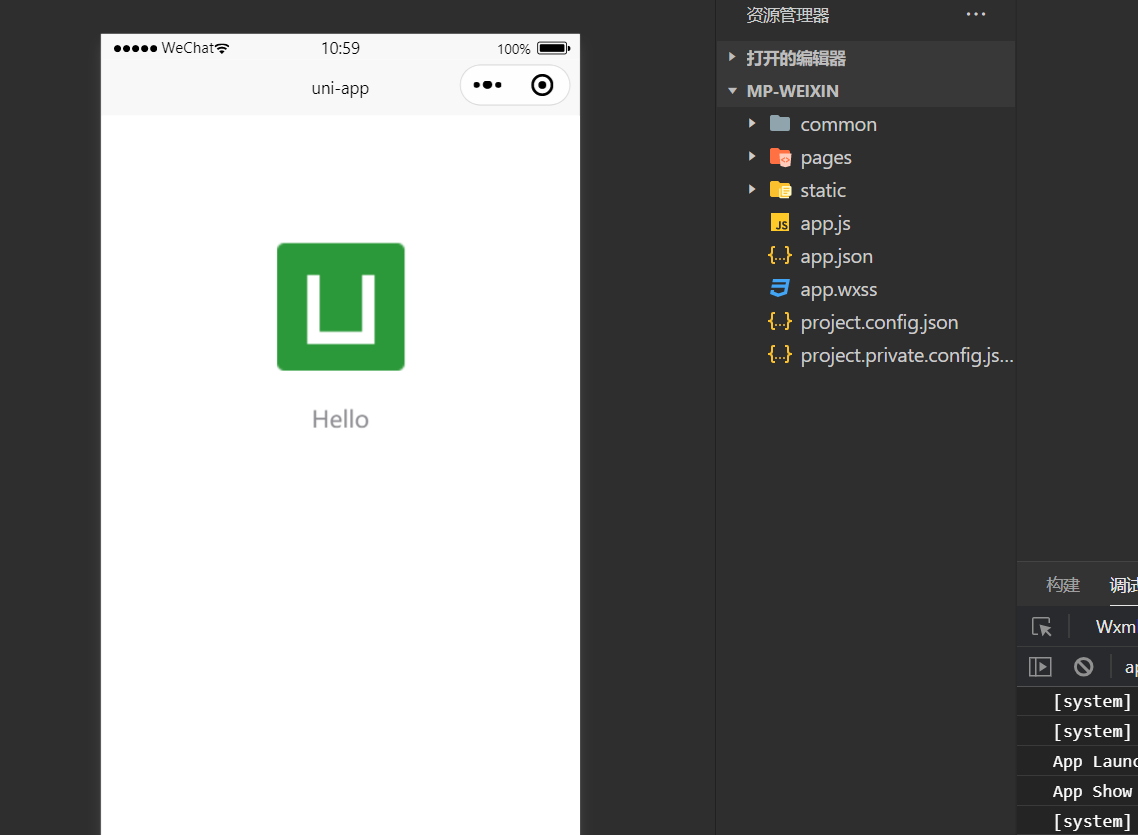 WeChat
10:59
100%
uni-app
Hello
资源管理器
打开的编辑器
MP-WEIXIN
common
pages
static
JS
app.js
{..}
app.json
app.wxss
{..}
project.config.json
{..}
project.private.config.js...
构建
调试
Wxm
ap
[system]
[system]
App Launc
App Show
[system]